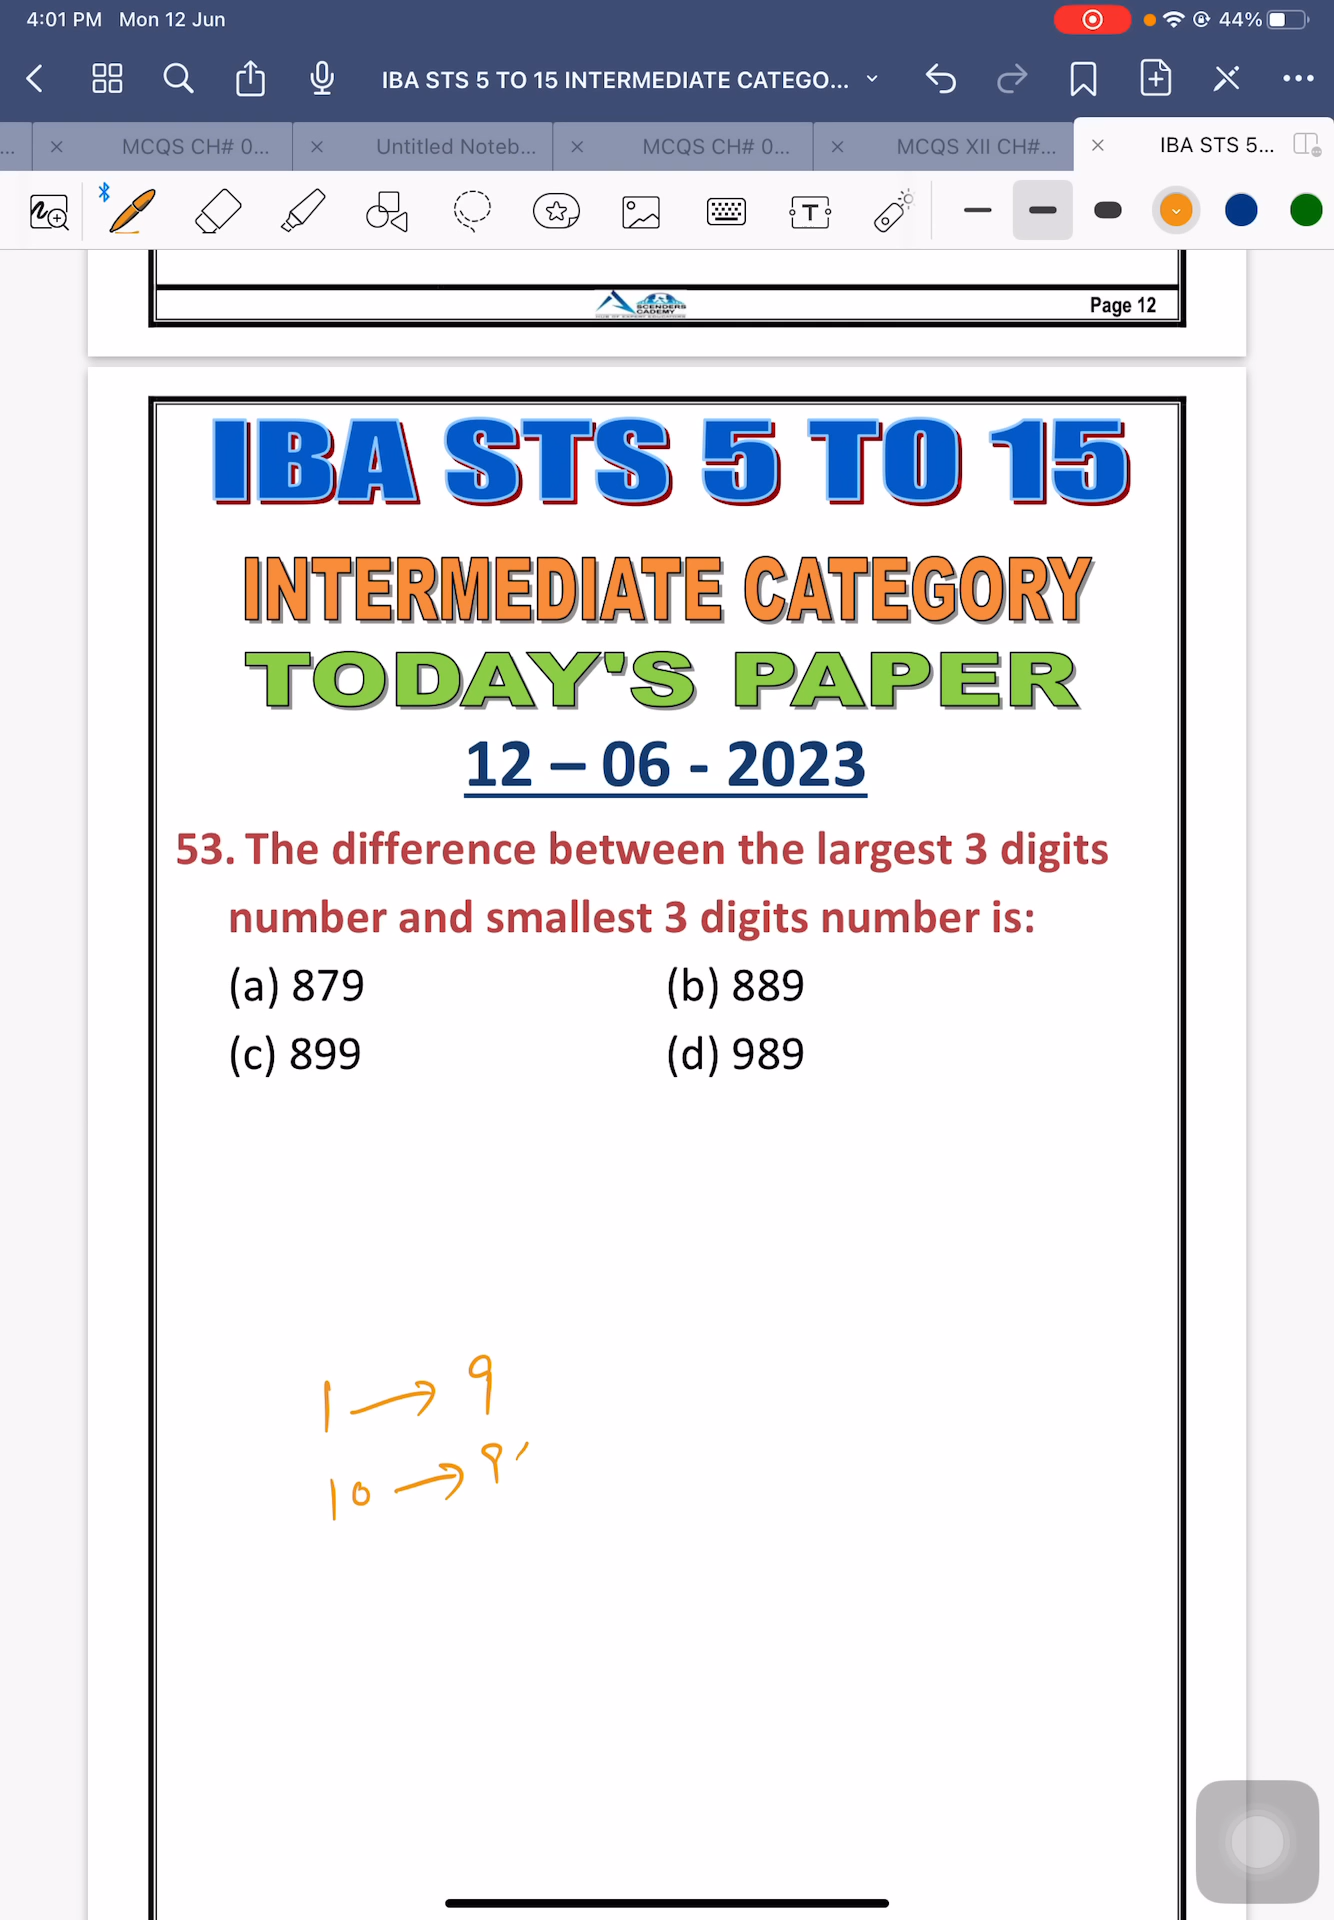 4:01 PM Mon 12 Jun
44%
IBA STS 5 TO 15 INTERMEDIATE CATEGO...
... MCQS CH# 0... Untitled Noteb... MCQS CH# 0... MCQS XII CH#... IBA STS 5...
T
SCENDERS
CADEMY
Page 12
IBA STS 5 TO 15
INTERMEDIATE CATEGORY
TODAY'S PAPER
12 – 06 - 2023
53. The difference between the largest 3 digits
number and smallest 3 digits number is:
(a) 879 (b) 889
(c) 899 (d) 989
1 → 9
10 → 9